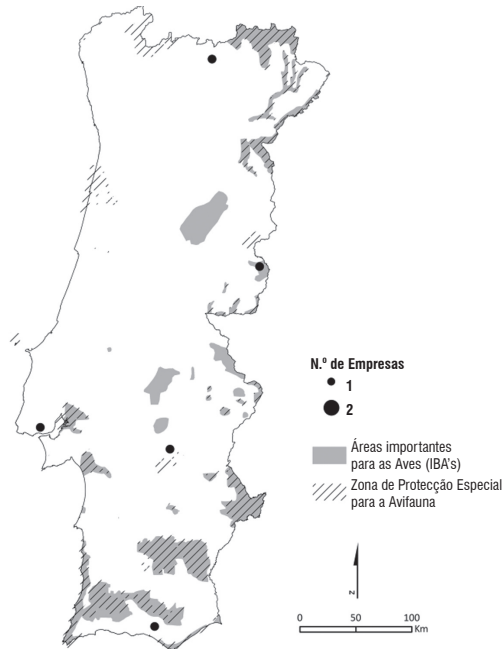 N.º de Empresas
1
2
Áreas importantes
para as Aves (IBA's)
Zona de Protecção Especial
para a Avifauna
N
0 50 100
Km